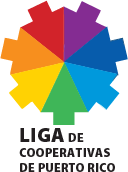 LIGA DE
COOPERATIVAS
DE PUERTO RICO